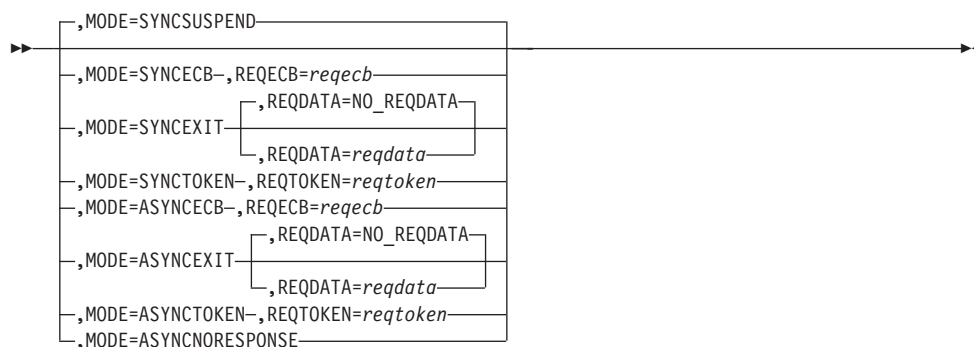 ,MODE=SYNCSUSPEND
,MODE=SYNCECB ,REQECB=reqecb
,REQDATA=NO_REQDATA
,MODE=SYNCEXIT
,REQDATA=reqdata
,MODE=SYNCTOKEN ,REQTOKEN=reqtoken
,MODE=ASYNCECB ,REQECB=reqecb
,REQDATA=NO_REQDATA
,MODE=ASYNCEXIT
,REQDATA=reqdata
,MODE=ASYNCTOKEN ,REQTOKEN=reqtoken
,MODE=ASYNCNORESPONSE